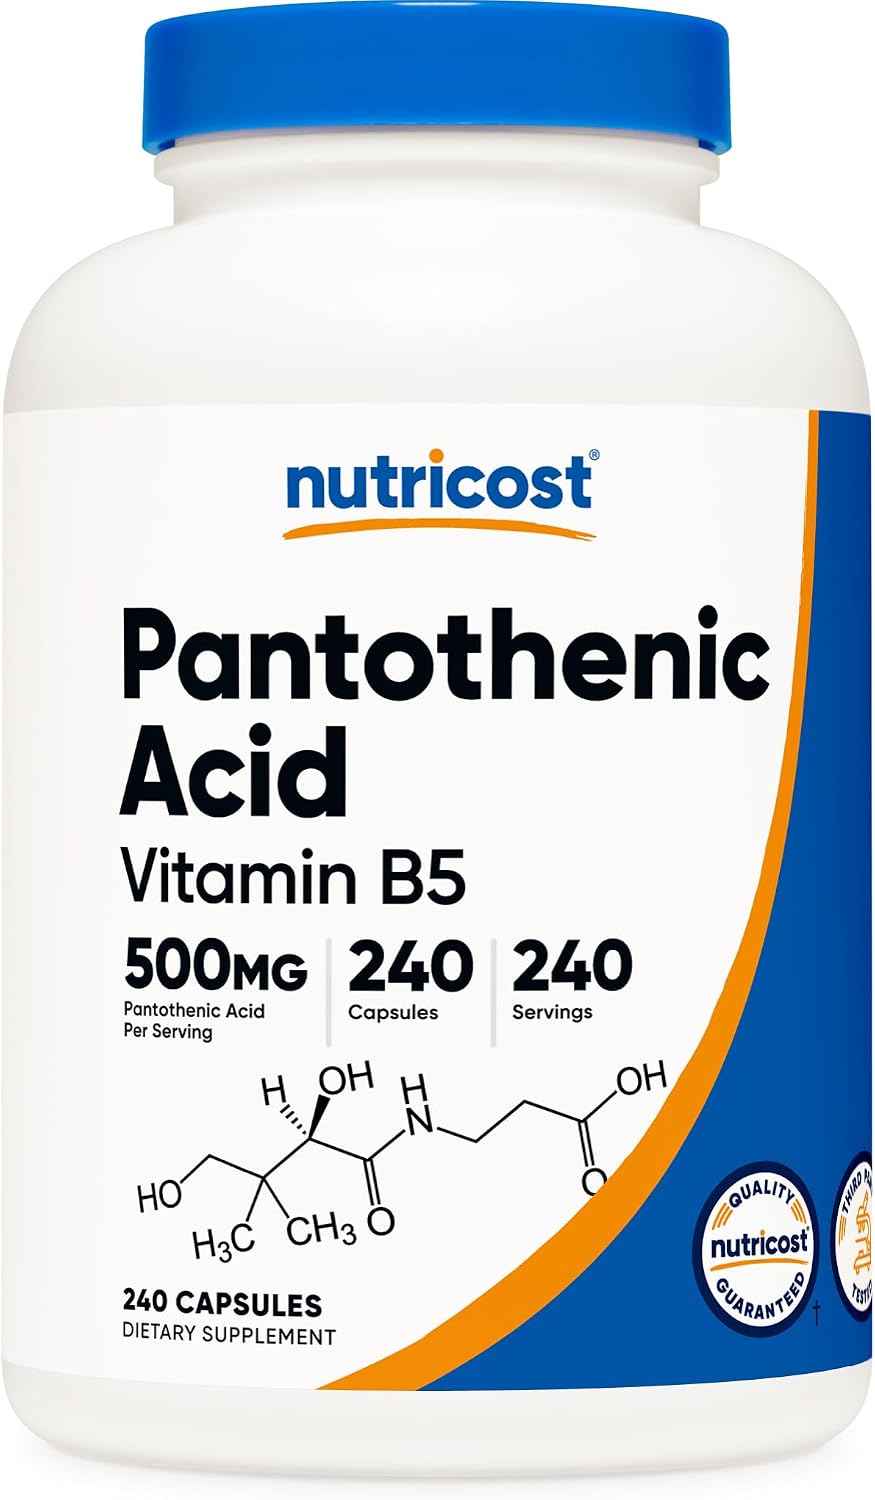 nutricost®
Pantothenic
Acid
Vitamin B5
500MG
Pantothenic Acid
Per Serving
240
Capsules
240
Servings
H
OH
H
N
OH
HO
H3C
CH3
O
O
240 CAPSULES
DIETARY SUPPLEMENT
QUALITY
nutricost®
GUARANTEED
†
THIRD